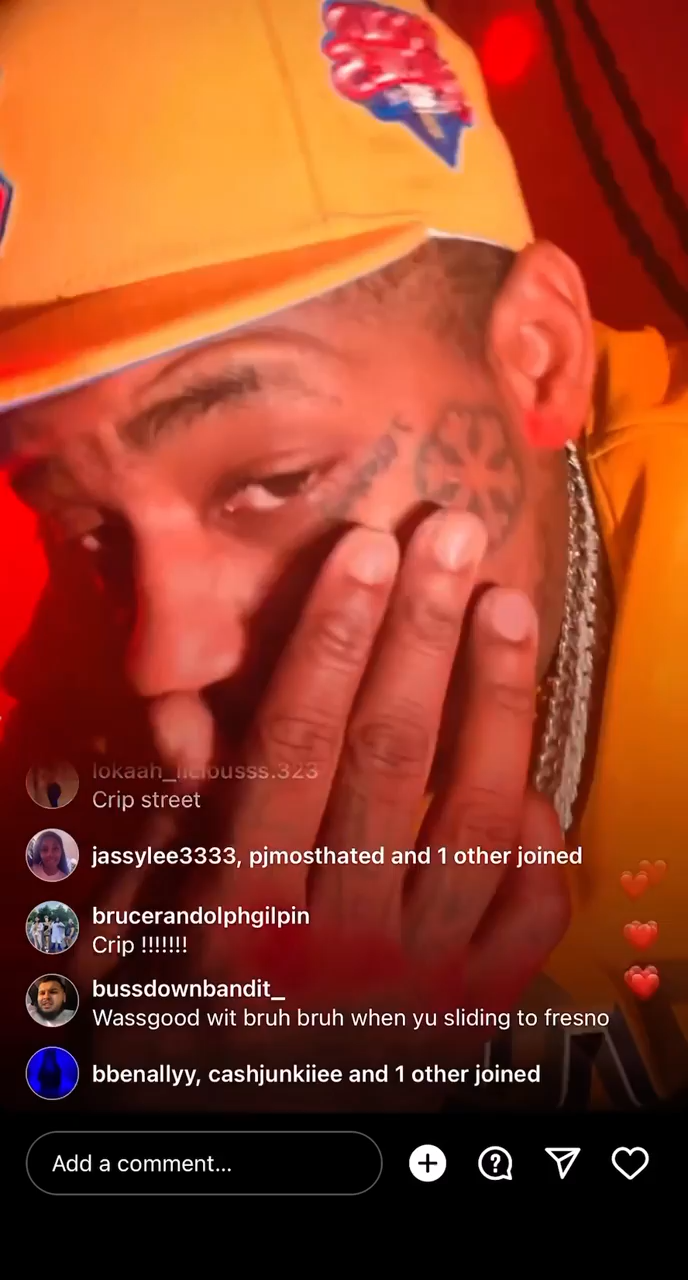 Crip street
jassylee3333, pjmosthated and 1 other joined
brucerandolphgilpin
Crip !!!!!!!
bussdownbandit_
Wassgood wit bruh bruh when yu sliding to fresno
bbenallyy, cashjunkiiee and 1 other joined
Add a comment...